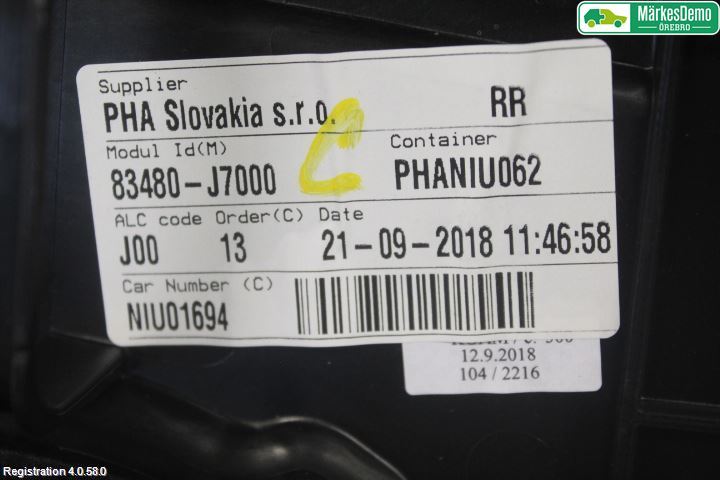 MärkesDemo
ÖREBRO
Supplier
PHA Slovakia s.r.o. RR
Modul Id(M) Container
83480-J7000 C PHANIU062
ALC code Order(C) Date
J00 13 21-09-2018 11:46:58
Car Number (C)
NIU01694
12.9.2018
104 / 2216
Registration 4.0.58.0